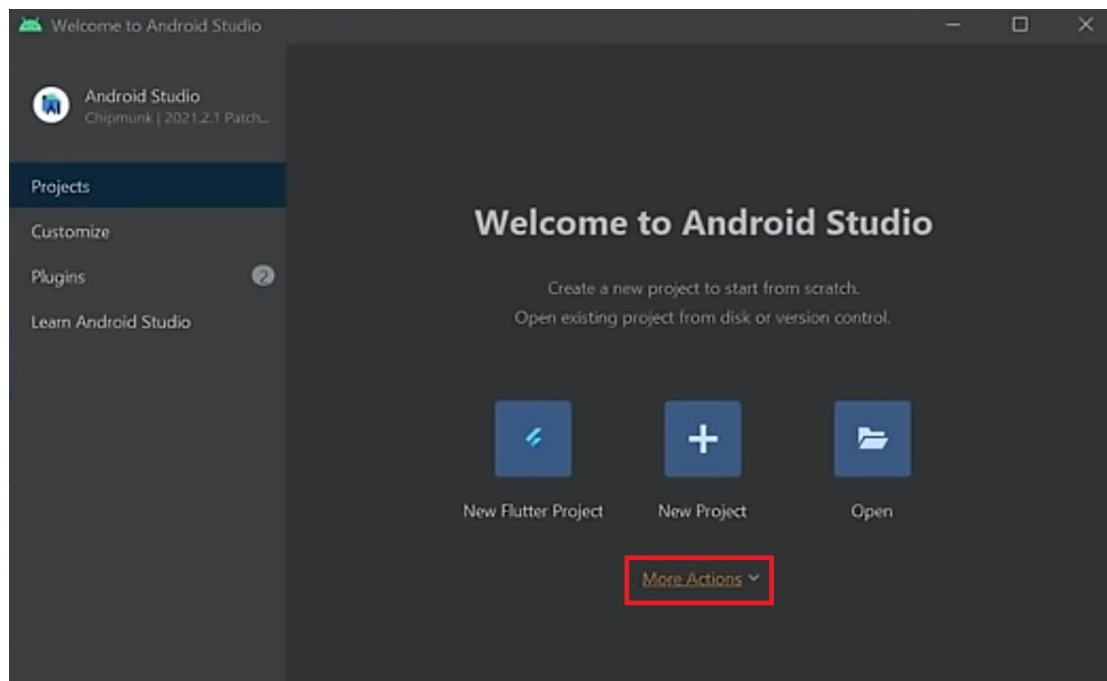 Welcome to Android Studio
Android Studio
Chipmunk | 2021.2.1 Patch...
Projects
Customize
Plugins
2
Learn Android Studio
Welcome to Android Studio
Create a new project to start from scratch.
Open existing project from disk or version control.
New Flutter Project
New Project
Open
More Actions